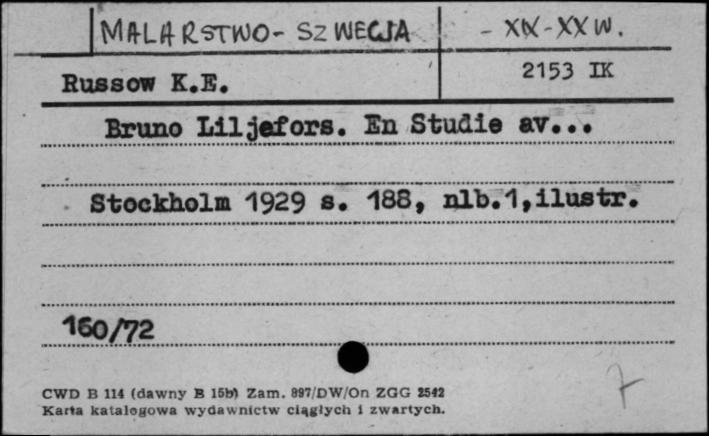 MALARSTWO - SZWECJA - XIX-XX W.
Russow K.E. 2153 IK
Bruno Liljefors. En Studie av...
Stockholm 1929 s. 188, nlb.1,ilustr.
160/72
CWD B 114 (dawny B 15b) Zam. 897/DW/On ZGG 2542
Karta katalogowa wydawnictw ciągłych i zwartych.
7